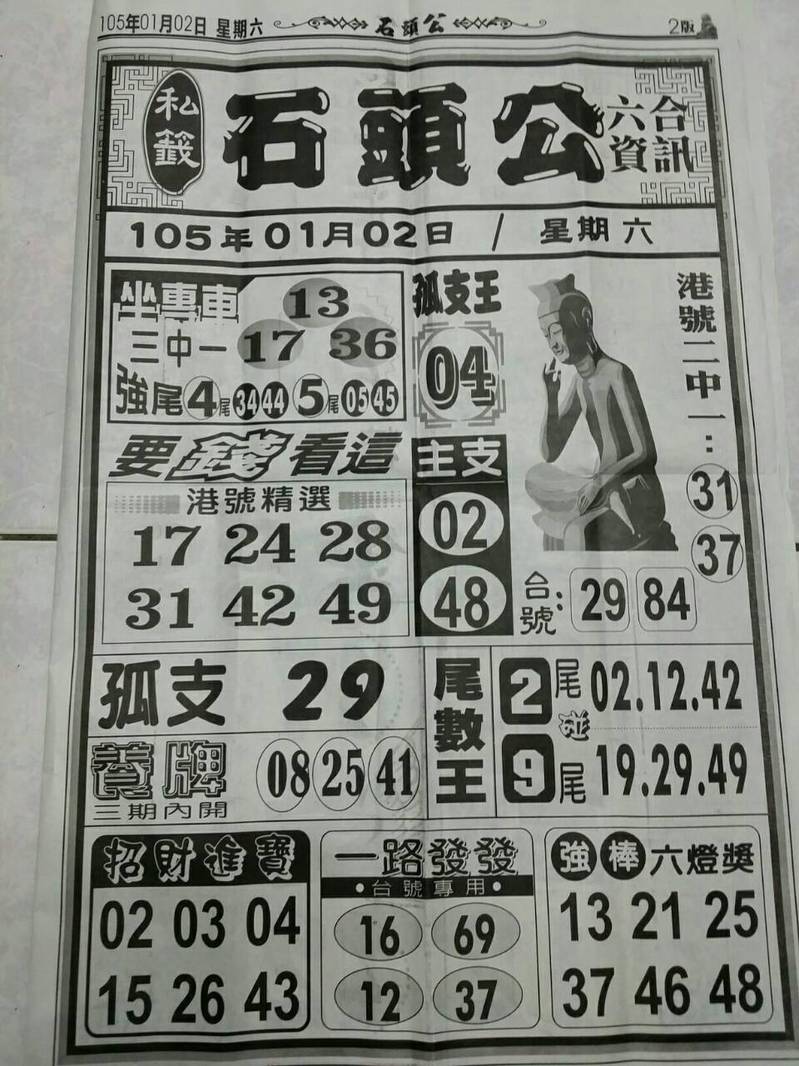 105年01月02日 星期六
石頭公
2版
私籤
石頭公
六合
資訊
105年01月02日 / 星期六
坐專車
13
三中一 17 36
強尾 4尾 34 44 5尾 05 45
孤支王
04
主支
02
48
港號二中一：
31
37
台號： 29 84
要錢看這
港號精選
17 24 28
31 42 49
孤支 29
養牌 08 25 41
三期內開
尾數王
2尾 02.12.42
碰
9尾 19.29.49
招財進寶
02 03 04
15 26 43
一路發發
•台號專用•
16 69
12 37
強棒六燈獎
13 21 25
37 46 48